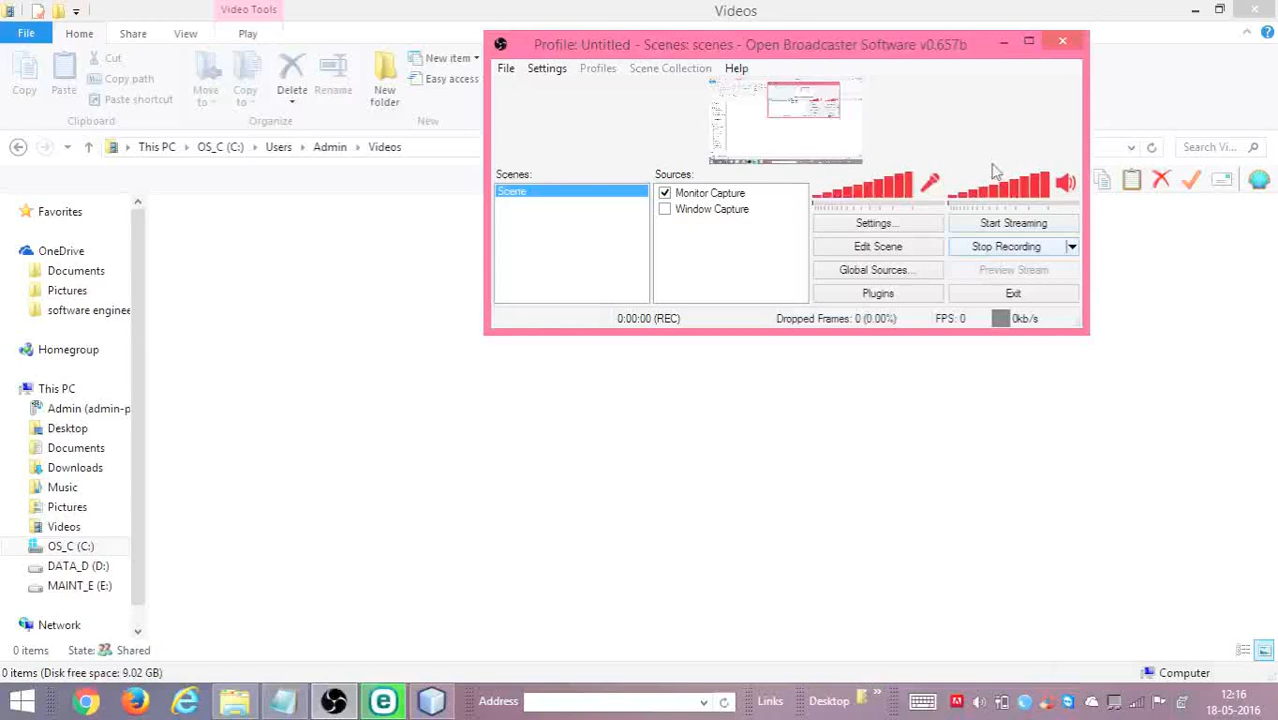 Video Tools
Videos
File
Home
Share
View
Play
Copy
Paste
Cut
Copy path
Paste shortcut
Clipboard
Move to
Copy to
Delete
Rename
Organize
New folder
New item
Easy access
New
This PC
OS_C (C:)
Users
Admin
Videos
Search Vi...
Profile: Untitled - Scenes: scenes - Open Broadcaster Software v0.657b
File
Settings
Profiles
Scene Collection
Help
Scenes:
Scene
Sources:
Monitor Capture
Window Capture
Settings...
Start Streaming
Edit Scene
Stop Recording
Global Sources...
Preview Stream
Plugins
Exit
0:00:00 (REC)
Dropped Frames: 0 (0.00%)
FPS: 0
0kb/s
Favorites
OneDrive
Documents
Pictures
software enginee
Homegroup
This PC
Admin (admin-p
Desktop
Documents
Downloads
Music
Pictures
Videos
OS_C (C:)
DATA_D (D:)
MAINT_E (E:)
Network
0 items
State:
Shared
0 items (Disk free space: 9.02 GB)
Computer
Address
Links
Desktop
12:16
18-05-2016